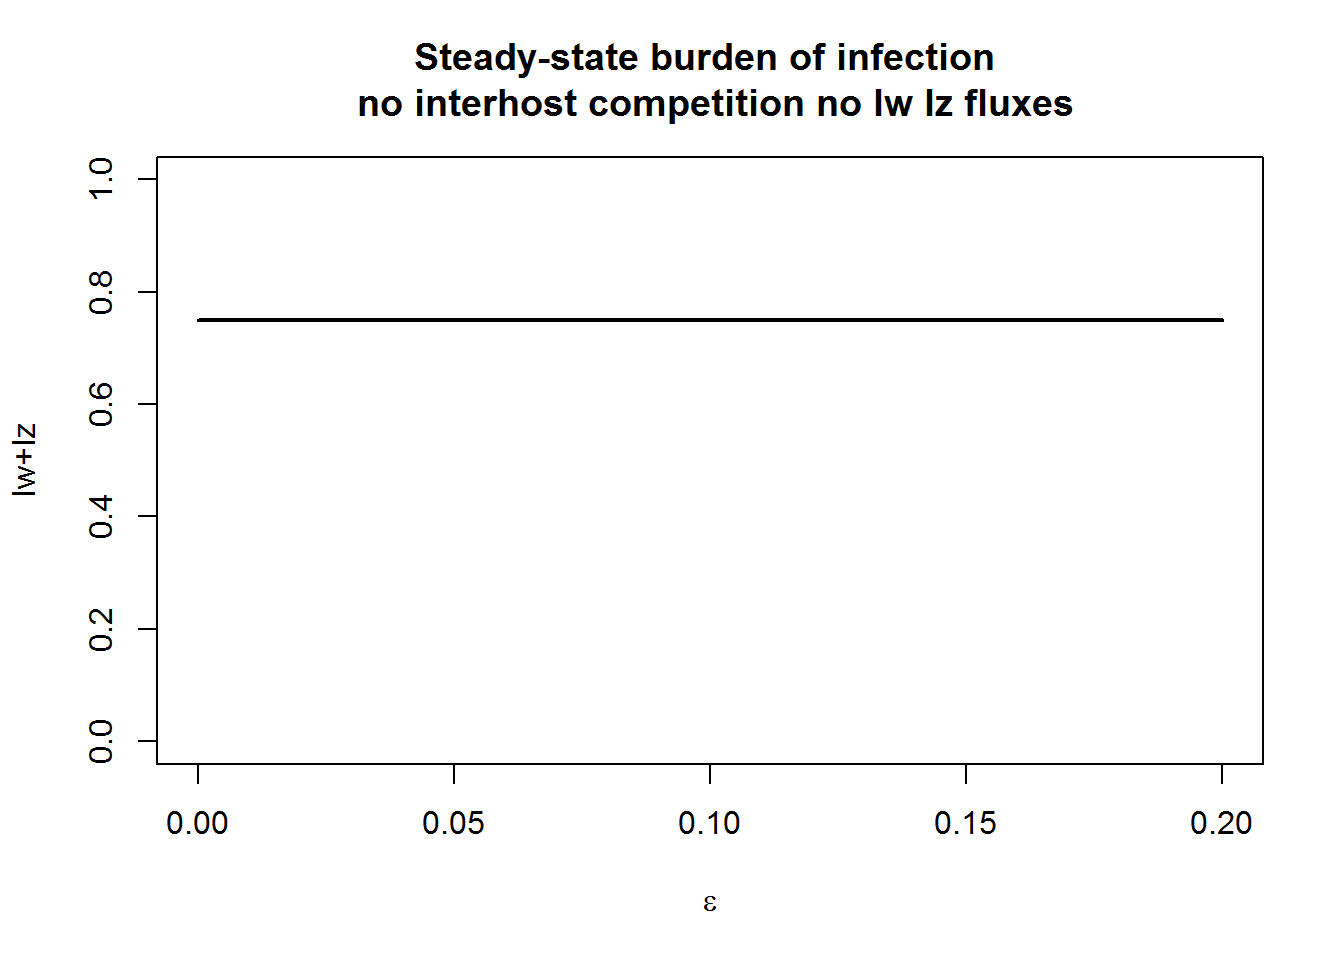 Steady-state burden of infection
no interhost competition no Iw Iz fluxes
Iw+Iz
1.0
0.8
0.6
0.4
0.2
0.0
0.00 0.05 0.10 0.15 0.20
ε